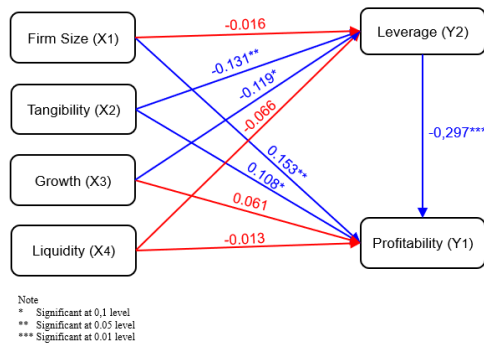 Firm Size (X1)
-0.016
Leverage (Y2)
-0.131**
-0.119*
Tangibility (X2)
-0.066
-0,297***
Growth (X3)
0.153**
0.108*
0.061
Liquidity (X4)
-0.013
Profitability (Y1)
Note
* Significant at 0,1 level
** Significant at 0.05 level
*** Significant at 0.01 level